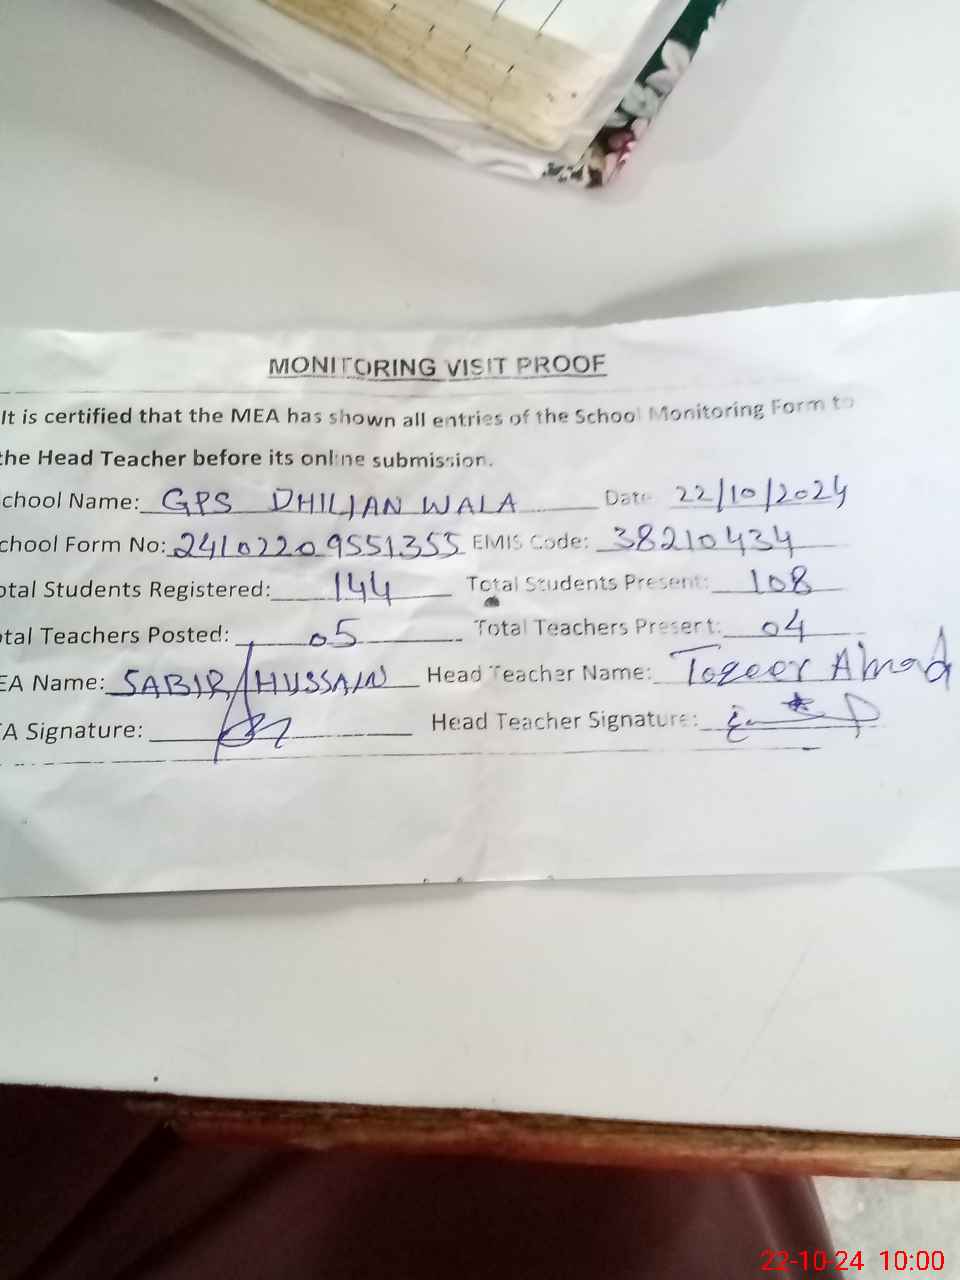 MONITORING VISIT PROOF
It is certified that the MEA has shown all entries of the School Monitoring Form to
the Head Teacher before its online submission.
chool Name: GPS DHILIAN WALA Date 22/10/2024
chool Form No: 24102209551355 EMIS Code: 38210434
otal Students Registered: 144 Total Students Present: 108
otal Teachers Posted: 05 Total Teachers Present: 04
EA Name: SABIR HUSSAIN Head Teacher Name: Toqeer Ahmad
A Signature: Head Teacher Signature:
22-10-24 10:00